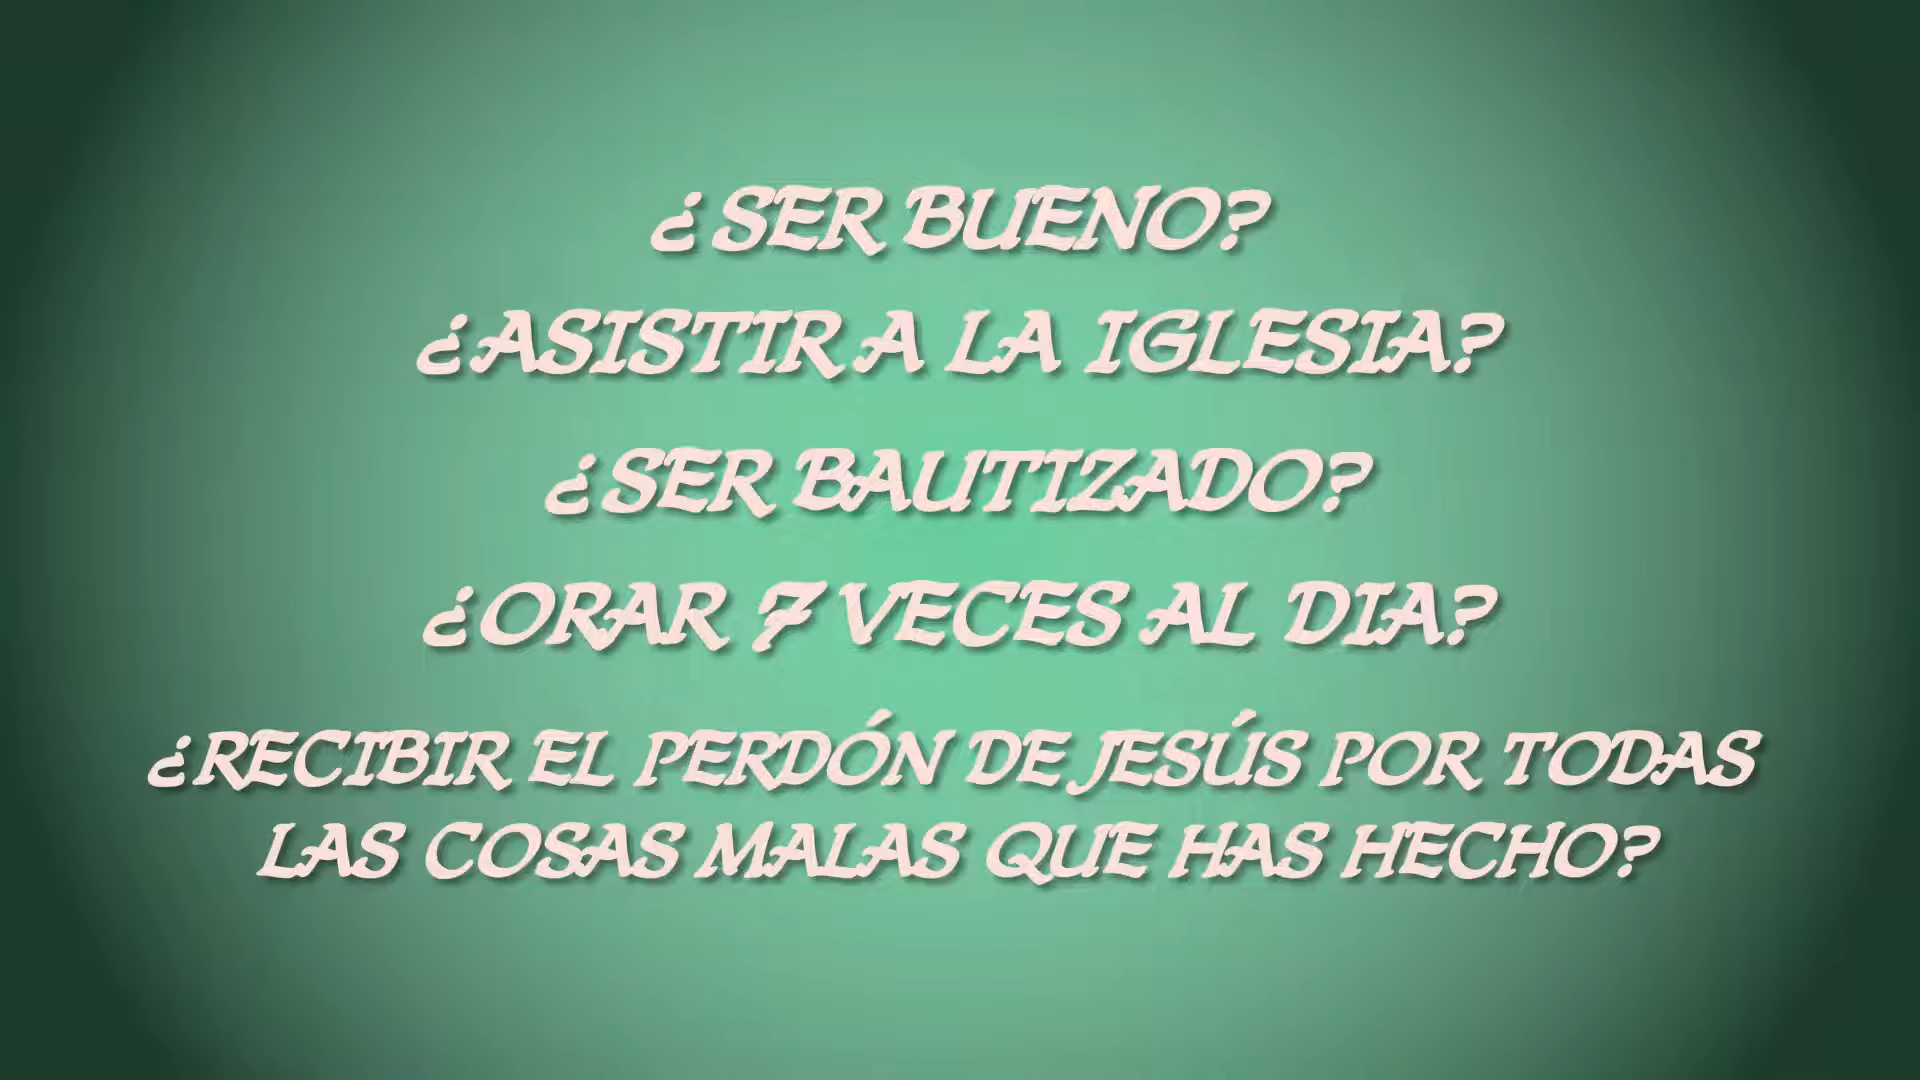 ¿SER BUENO?
¿ASISTIR A LA IGLESIA?
¿SER BAUTIZADO?
¿ORAR 7 VECES AL DIA?
¿RECIBIR EL PERDÓN DE JESÚS POR TODAS
LAS COSAS MALAS QUE HAS HECHO?